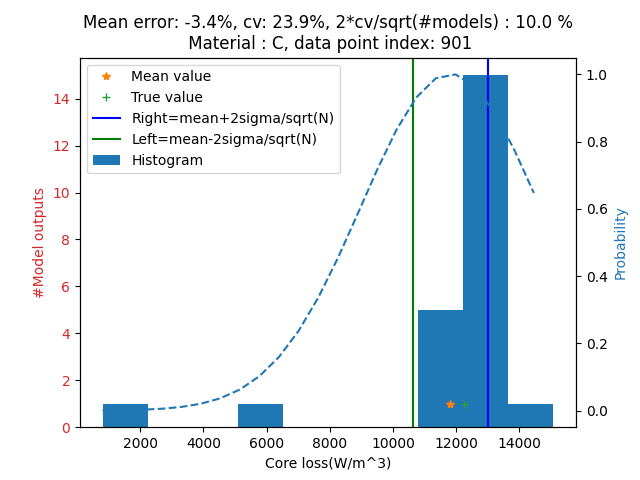 Mean error: -3.4%, cv: 23.9%, 2*cv/sqrt(#models) : 10.0 %
Material : C, data point index: 901
Mean value
True value
Right=mean+2sigma/sqrt(N)
Left=mean-2sigma/sqrt(N)
Histogram
#Model outputs
14
12
10
8
6
4
2
0
1.0
0.8
0.6
0.4
0.2
0.0
Probability
2000 4000 6000 8000 10000 12000 14000
Core loss(W/m^3)